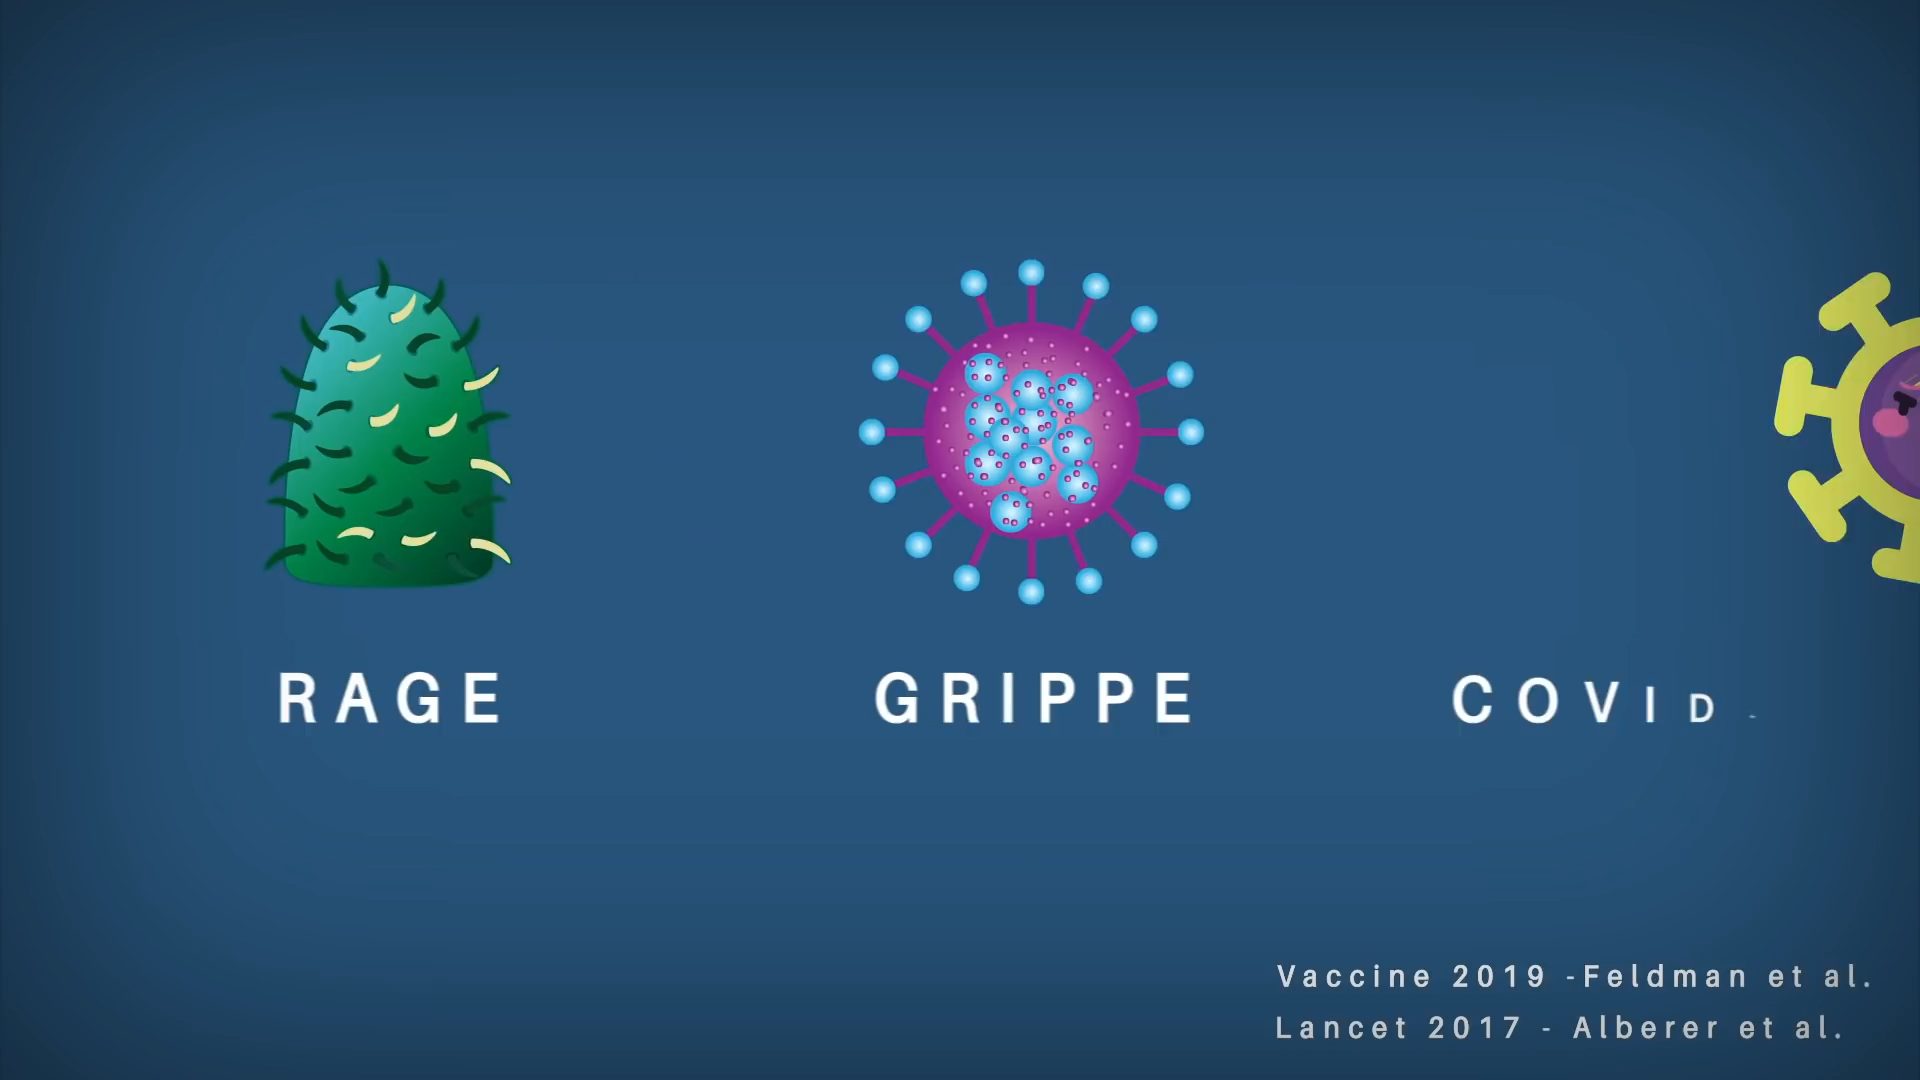 RAGE
GRIPPE
COVID -
Vaccine 2019 -Feldman et al.
Lancet 2017 - Alberer et al.